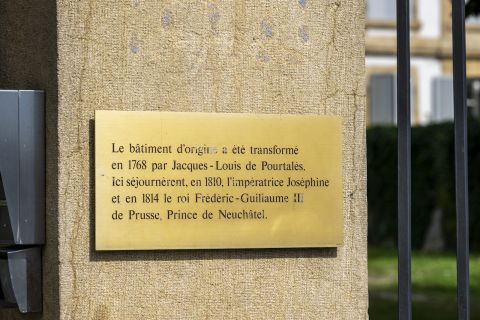 Le bâtiment d'origine a été transformé
en 1768 par Jacques-Louis de Pourtalès.
Ici séjournèrent, en 1810, l'impératrice Joséphine
et en 1814 le roi Frédéric-Guillaume III
de Prusse, Prince de Neuchâtel.